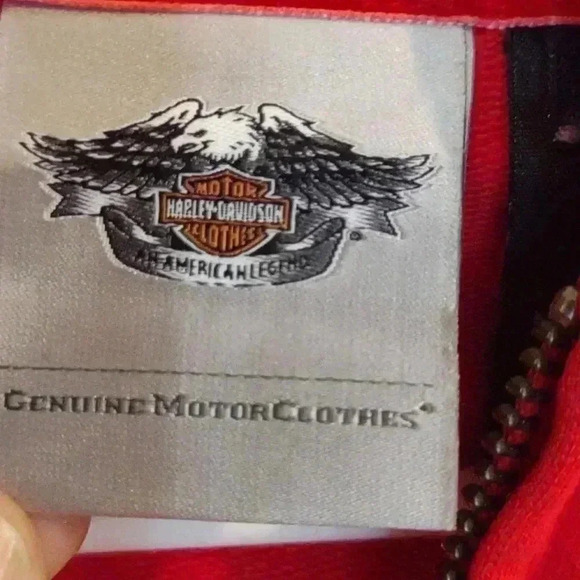 MOTOR
HARLEY-DAVIDSON
CLOTHES
®
AN AMERICAN LEGEND
GENUINE MOTORCLOTHES®